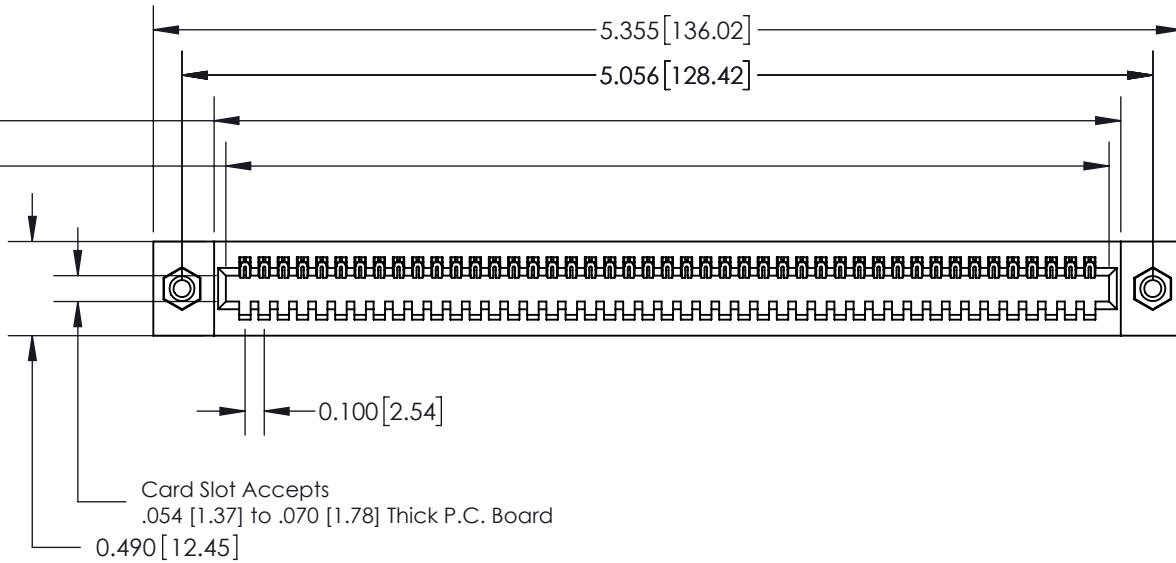 5.355[136.02]
5.056[128.42]
0.100[2.54]
Card Slot Accepts
.054 [1.37] to .070 [1.78] Thick P.C. Board
0.490[12.45]